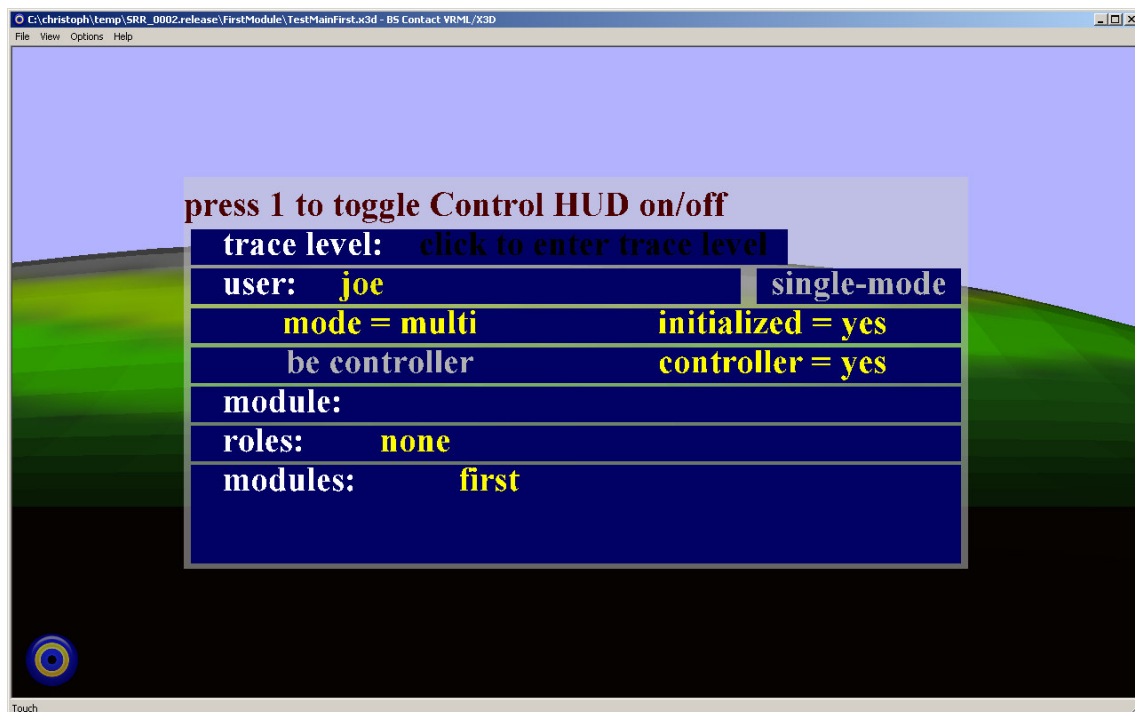 C:\christoph\temp\SRR_0002.release\FirstModule\TestMainFirst.x3d - BS Contact VRML/X3D
File View Options Help
press 1 to toggle Control HUD on/off
trace level: click to enter trace level
user: joe single-mode
mode = multi initialized = yes
be controller controller = yes
module:
roles: none
modules: first
Touch